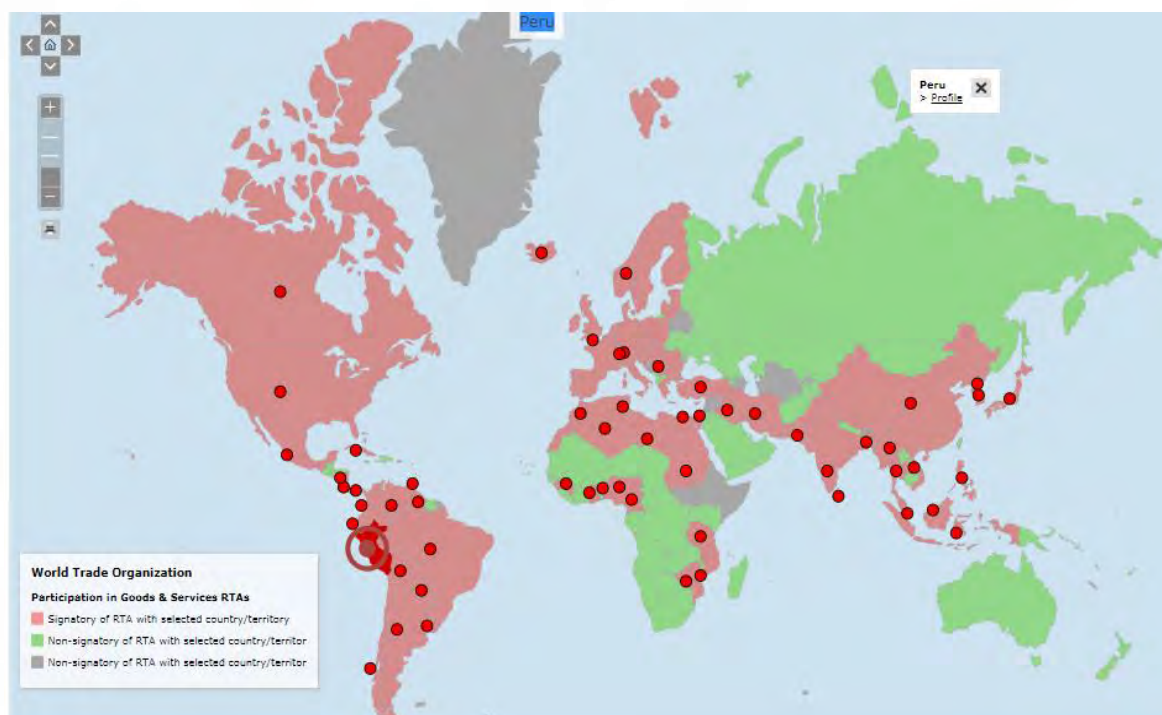 Peru
Peru
> Profile
World Trade Organization
Participation in Goods & Services RTAs
Signatory of RTA with selected country/territory
Non-signatory of RTA with selected country/territor
Non-signatory of RTA with selected country/territor